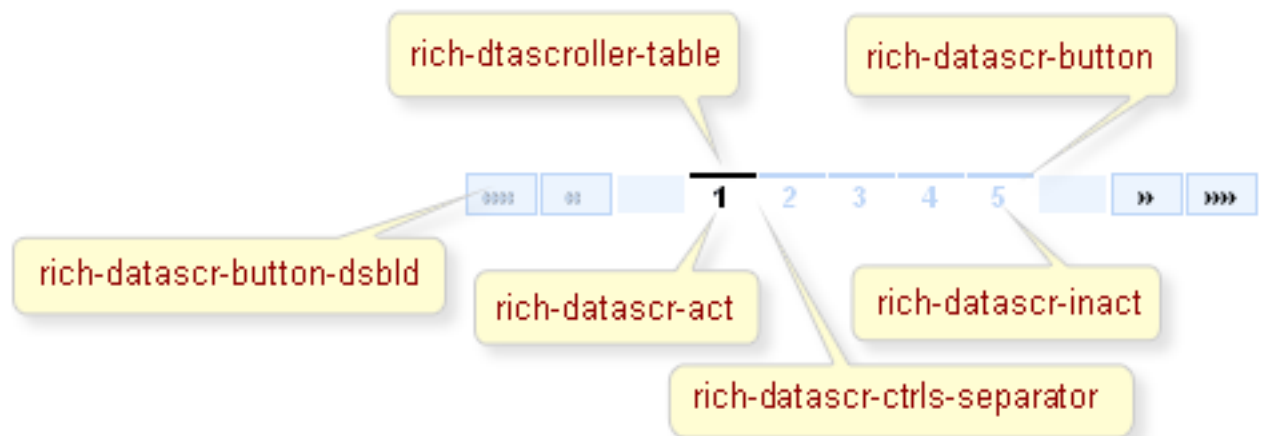 rich-dtascroller-table
rich-datascr-button
«««« «« 1 2 3 4 5 »» »»»»
rich-datascr-button-dsbld
rich-datascr-act
rich-datascr-inact
rich-datascr-ctrls-separator